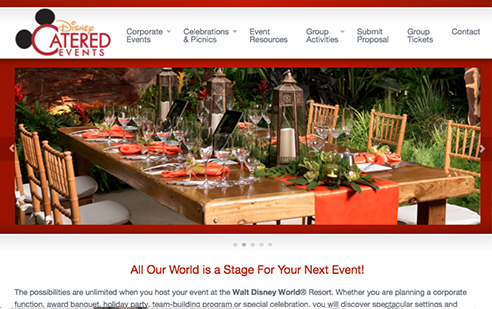 Disney
CATERED
EVENTS
Corporate Events
Celebrations & Picnics
Event Resources
Group Activities
Submit Proposal
Group Tickets
Contact
All Our World is a Stage For Your Next Event!
The possibilities are unlimited when you host your event at the Walt Disney World® Resort. Whether you are planning a corporate
function, award banquet, holiday party, team-building program or special celebration, you will discover spectacular settings and